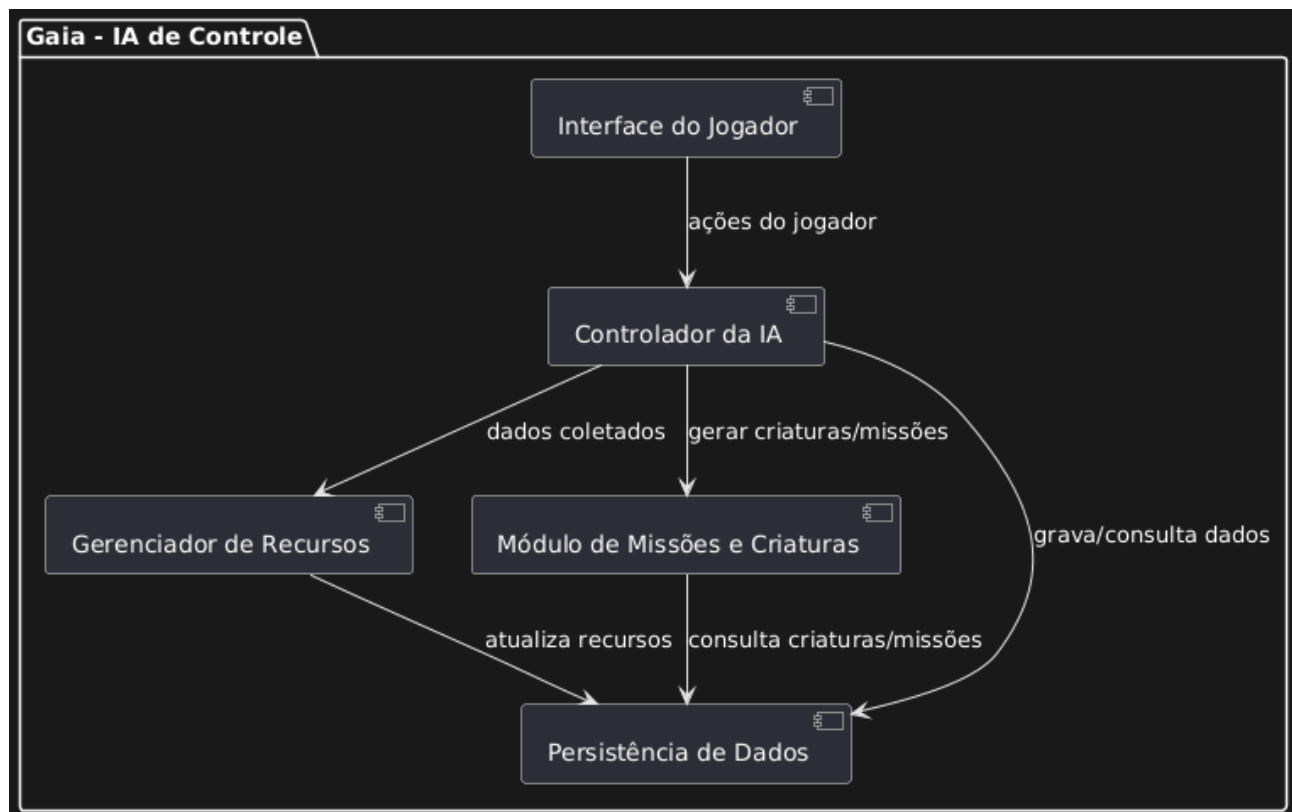 Gaia - IA de Controle
Interface do Jogador
ações do jogador
Controlador da IA
dados coletados
gerar criaturas/missões
Gerenciador de Recursos
Módulo de Missões e Criaturas
grava/consulta dados
atualiza recursos
consulta criaturas/missões
Persistência de Dados